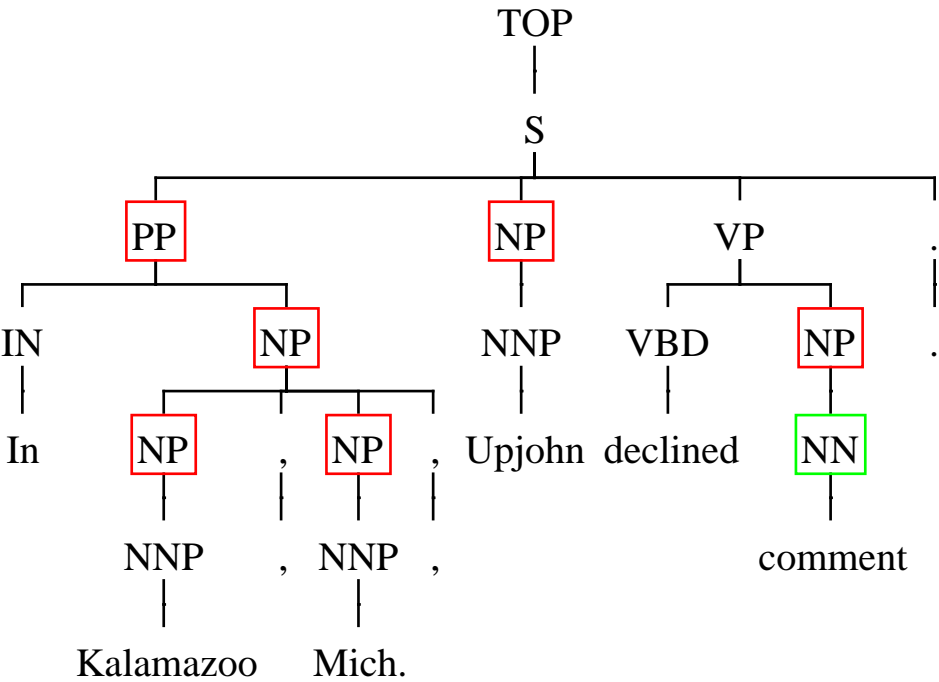 TOP
S
PP NP VP .
IN NP NNP VBD NP .
In NP , NP , Upjohn declined NN
NNP , NNP , comment
Kalamazoo Mich.